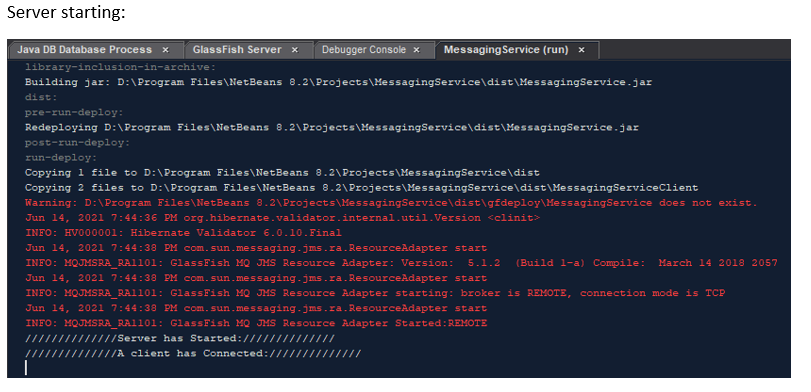 Server starting:
Java DB Database Process × GlassFish Server × Debugger Console × MessagingService (run) ×
library-inclusion-in-archive:
Building jar: D:\Program Files\NetBeans 8.2\Projects\MessagingService\dist\MessagingService.jar
dist:
pre-run-deploy:
Redeploying D:\Program Files\NetBeans 8.2\Projects\MessagingService\dist\MessagingService.jar
post-run-deploy:
run-deploy:
Copying 1 file to D:\Program Files\NetBeans 8.2\Projects\MessagingService\dist
Copying 2 files to D:\Program Files\NetBeans 8.2\Projects\MessagingService\dist\MessagingServiceClient
Warning: D:\Program Files\NetBeans 8.2\Projects\MessagingService\dist\gfdeploy\MessagingService does not exist.
Jun 14, 2021 7:44:36 PM org.hibernate.validator.internal.util.Version <clinit>
INFO: HV000001: Hibernate Validator 6.0.10.Final
Jun 14, 2021 7:44:38 PM com.sun.messaging.jms.ra.ResourceAdapter start
INFO: MQJMSRA_RA1101: GlassFish MQ JMS Resource Adapter: Version:  5.1.2  (Build 1-a) Compile:  March 14 2018 2057
Jun 14, 2021 7:44:38 PM com.sun.messaging.jms.ra.ResourceAdapter start
INFO: MQJMSRA_RA1101: GlassFish MQ JMS Resource Adapter starting: broker is REMOTE, connection mode is TCP
Jun 14, 2021 7:44:38 PM com.sun.messaging.jms.ra.ResourceAdapter start
INFO: MQJMSRA_RA1101: GlassFish MQ JMS Resource Adapter Started:REMOTE
//////////////Server has Started://////////////
//////////////A client has Connected://////////////